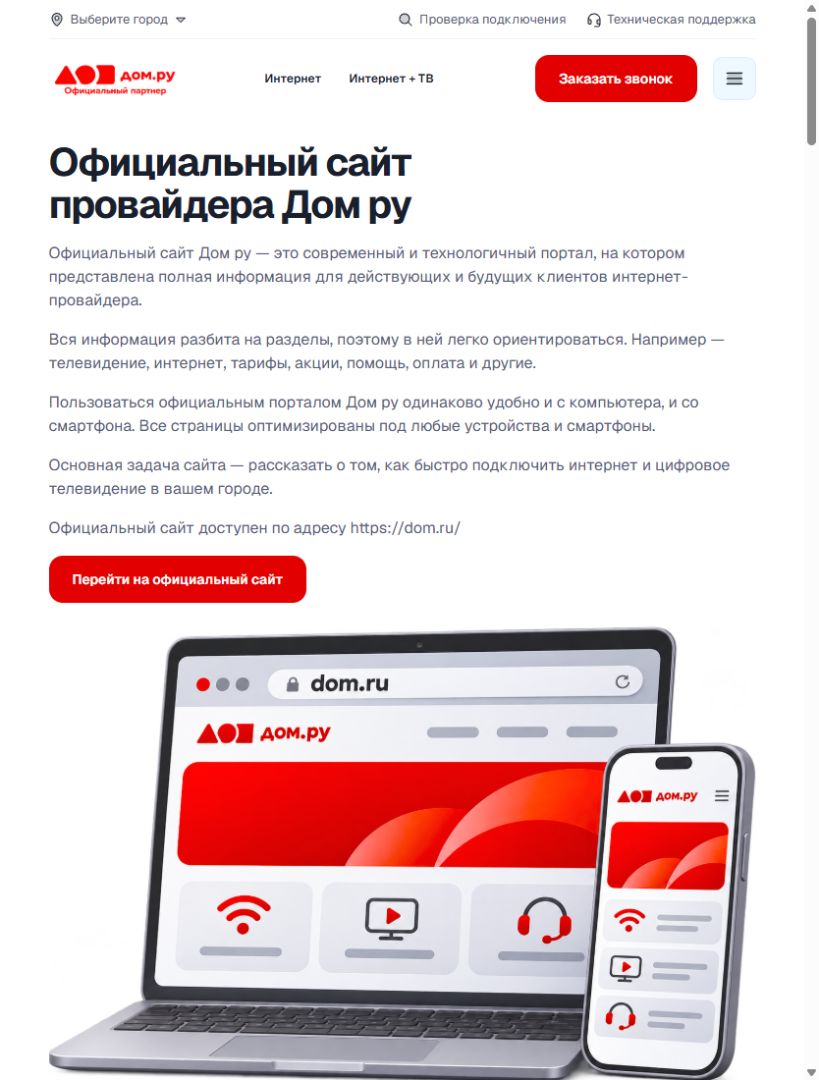 Выберите город
Проверка подключения
Техническая поддержка
дом.ру
Официальный партнер
Интернет
Интернет + ТВ
Заказать звонок
Официальный сайт
провайдера Дом ру
Официальный сайт Дом ру — это современный и технологичный портал, на котором
представлена полная информация для действующих и будущих клиентов интернет-
провайдера.
Вся информация разбита на разделы, поэтому в ней легко ориентироваться. Например —
телевидение, интернет, тарифы, акции, помощь, оплата и другие.
Пользоваться официальным порталом Дом ру одинаково удобно и с компьютера, и со
смартфона. Все страницы оптимизированы под любые устройства и смартфоны.
Основная задача сайта — рассказать о том, как быстро подключить интернет и цифровое
телевидение в вашем городе.
Официальный сайт доступен по адресу https://dom.ru/
Перейти на официальный сайт
dom.ru
дом.ру
дом.ру